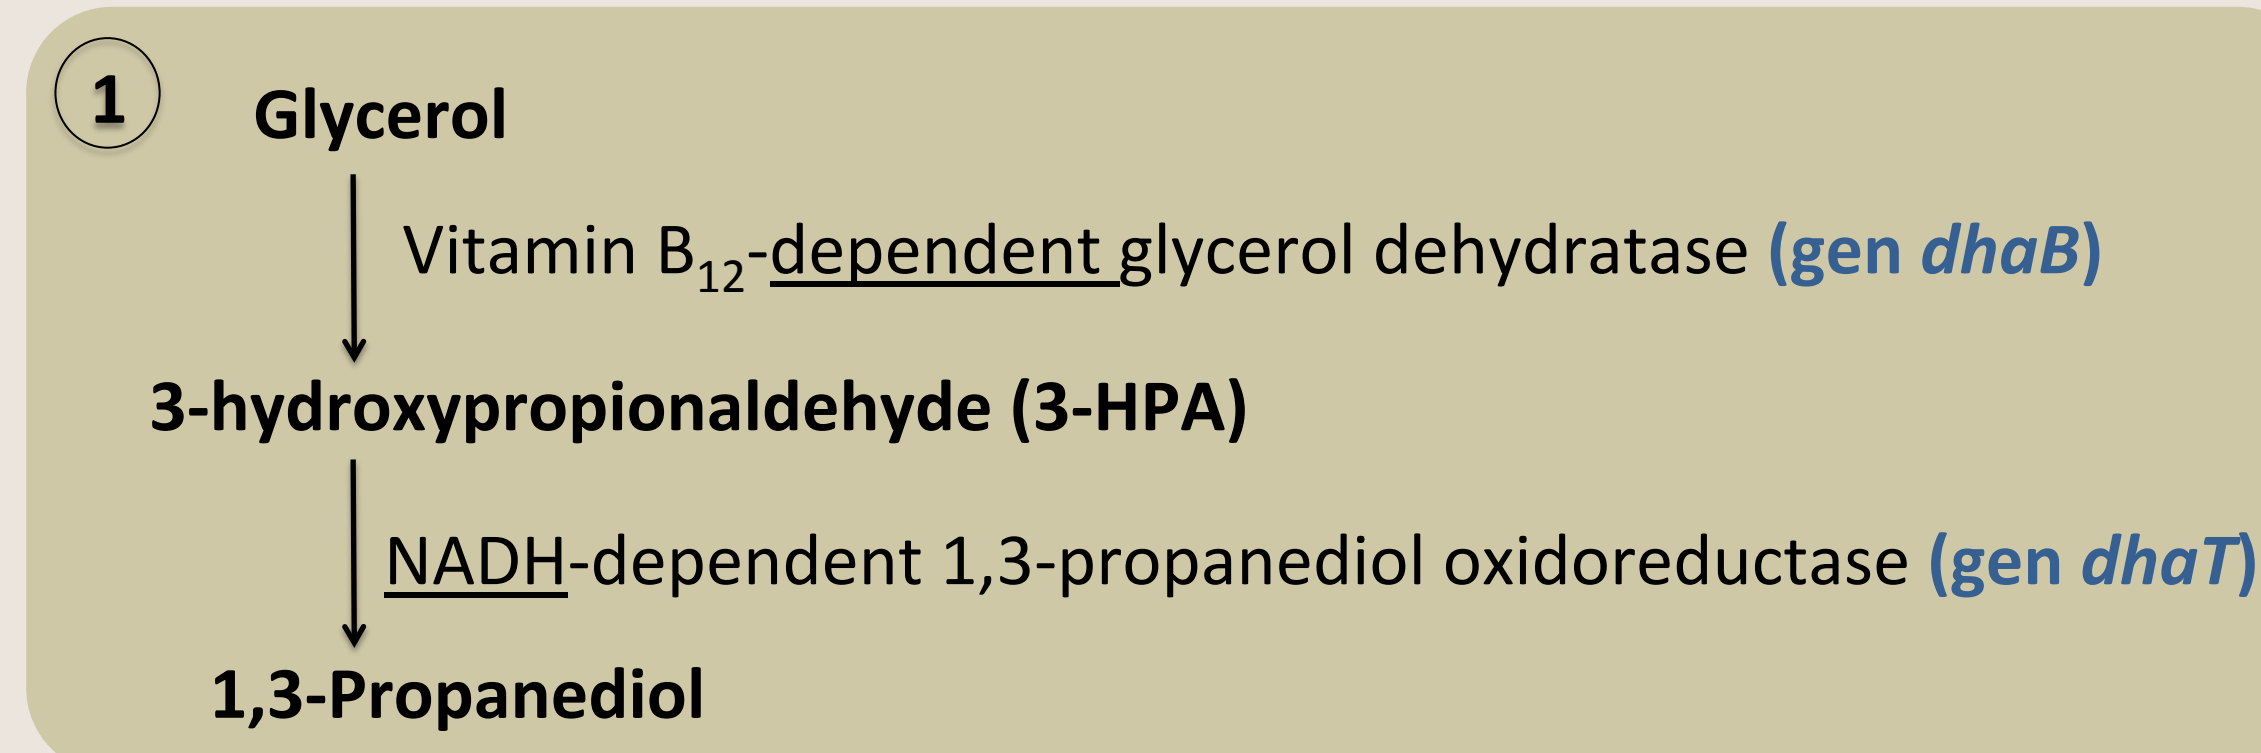 1
Glycerol
Vitamin B12-dependent glycerol dehydratase (gen dhaB)
3-hydroxypropionaldehyde (3-HPA)
NADH-dependent 1,3-propanediol oxidoreductase (gen dhaT)
1,3-Propanediol